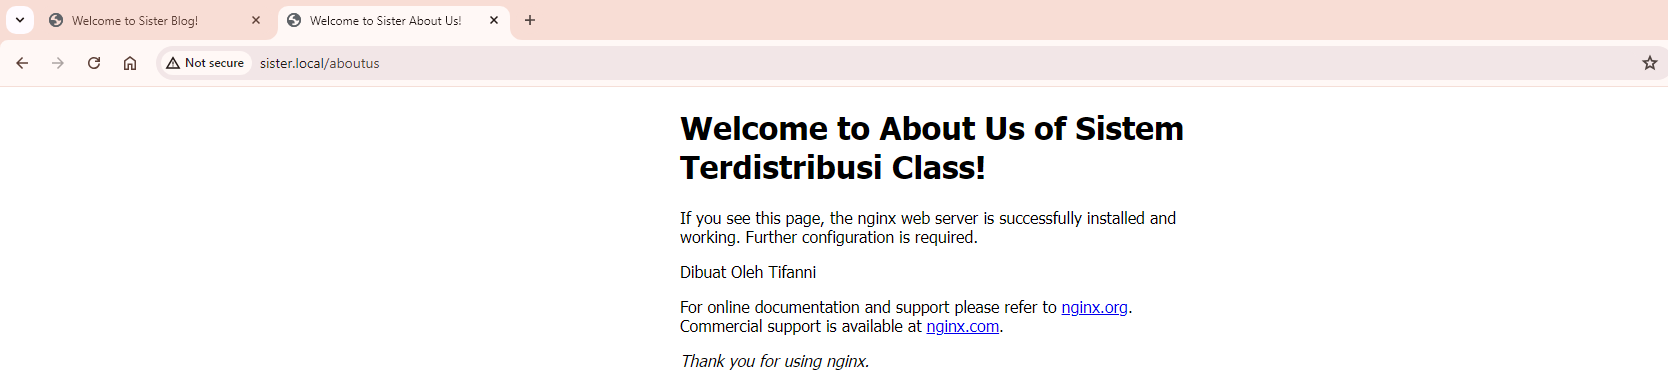 Welcome to Sister Blog!
Welcome to Sister About Us!
Not secure
sister.local/aboutus
Welcome to About Us of Sistem
Terdistribusi Class!
If you see this page, the nginx web server is successfully installed and
working. Further configuration is required.
Dibuat Oleh Tifanni
For online documentation and support please refer to nginx.org.
Commercial support is available at nginx.com.
Thank you for using nginx.